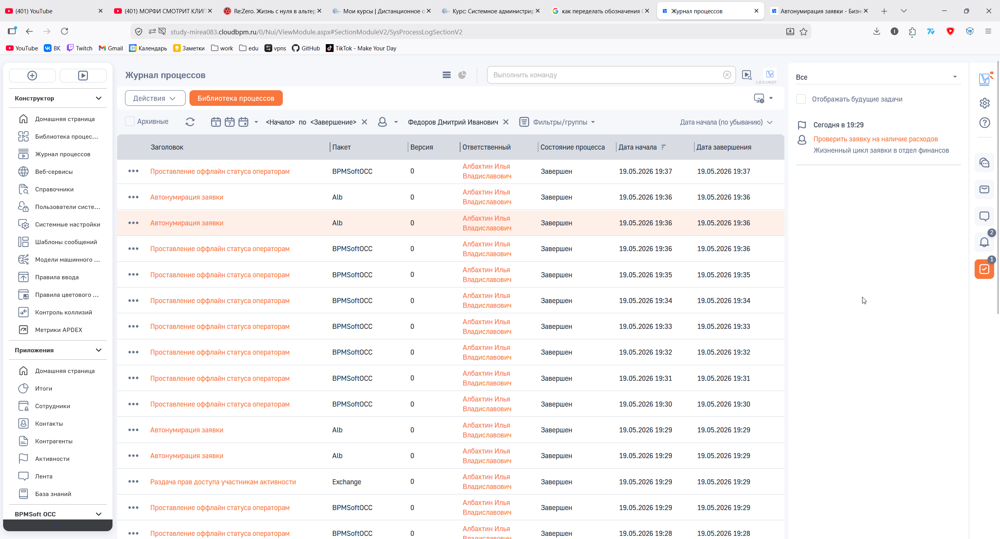 (401) YouTube
(401) МОРФИ СМОТРИТ КЛИП
Re:Zero. Жизнь с нуля в альтер
Мои курсы | Дистанционное о
Курс: Системное администрир
как переделать обозначения
Журнал процессов
Автонумирация заявки - Бизн
study-mirea083.cloudbpm.ru/0/Nui/ViewModule.aspx#SectionModuleV2/SysProcessLogSectionV2
YouTube
ВК
Twitch
Gmail
Календарь
Заметки
work
edu
vpns
GitHub
TikTok - Make Your Day
Конструктор
Домашняя страница
Библиотека процес...
Журнал процессов
Веб-сервисы
Справочники
Пользователи систе...
Системные настройки
Шаблоны сообщений
Модели машинного ...
Правила ввода
Правила цветового ...
Контроль коллизий
Метрики APDEX
Приложения
Домашняя страница
Итоги
Сотрудники
Контакты
Контрагенты
Активности
Лента
База знаний
BPMSoft OCC
Журнал процессов
Выполнить команду
1.8.0.14107
Действия
Библиотека процессов
Архивные
1
7
<Начало> по <Завершение>
Федоров Дмитрий Иванович
Фильтры/группы
Дата начала (по убыванию)
Заголовок Пакет Версия Ответственный Состояние процесса Дата начала Дата завершения
Проставление оффлайн статуса операторам BPMSoftOCC 0 Албахтин Илья Владиславович Завершен 19.05.2026 19:37 19.05.2026 19:37
Автонумирация заявки Alb 0 Албахтин Илья Владиславович Завершен 19.05.2026 19:36 19.05.2026 19:36
Автонумирация заявки Alb 0 Албахтин Илья Владиславович Завершен 19.05.2026 19:36 19.05.2026 19:36
Проставление оффлайн статуса операторам BPMSoftOCC 0 Албахтин Илья Владиславович Завершен 19.05.2026 19:36 19.05.2026 19:36
Проставление оффлайн статуса операторам BPMSoftOCC 0 Албахтин Илья Владиславович Завершен 19.05.2026 19:35 19.05.2026 19:35
Проставление оффлайн статуса операторам BPMSoftOCC 0 Албахтин Илья Владиславович Завершен 19.05.2026 19:34 19.05.2026 19:34
Проставление оффлайн статуса операторам BPMSoftOCC 0 Албахтин Илья Владиславович Завершен 19.05.2026 19:33 19.05.2026 19:33
Проставление оффлайн статуса операторам BPMSoftOCC 0 Албахтин Илья Владиславович Завершен 19.05.2026 19:32 19.05.2026 19:32
Проставление оффлайн статуса операторам BPMSoftOCC 0 Албахтин Илья Владиславович Завершен 19.05.2026 19:31 19.05.2026 19:31
Проставление оффлайн статуса операторам BPMSoftOCC 0 Албахтин Илья Владиславович Завершен 19.05.2026 19:30 19.05.2026 19:30
Автонумирация заявки Alb 0 Албахтин Илья Владиславович Завершен 19.05.2026 19:29 19.05.2026 19:29
Автонумирация заявки Alb 0 Албахтин Илья Владиславович Завершен 19.05.2026 19:29 19.05.2026 19:29
Раздача прав доступа участникам активности Exchange 0 Албахтин Илья Владиславович Завершен 19.05.2026 19:29 19.05.2026 19:29
Проставление оффлайн статуса операторам BPMSoftOCC 0 Албахтин Илья Владиславович Завершен 19.05.2026 19:29 19.05.2026 19:29
Проставление оффлайн статуса операторам BPMSoftOCC 0 Албахтин Илья Владиславович Завершен 19.05.2026 19:28 19.05.2026 19:28
Все
Отображать будущие задачи
Сегодня в 19:29
Проверить заявку на наличие расходов
Жизненный цикл заявки в отдел финансов
ЮКОМС
2
1